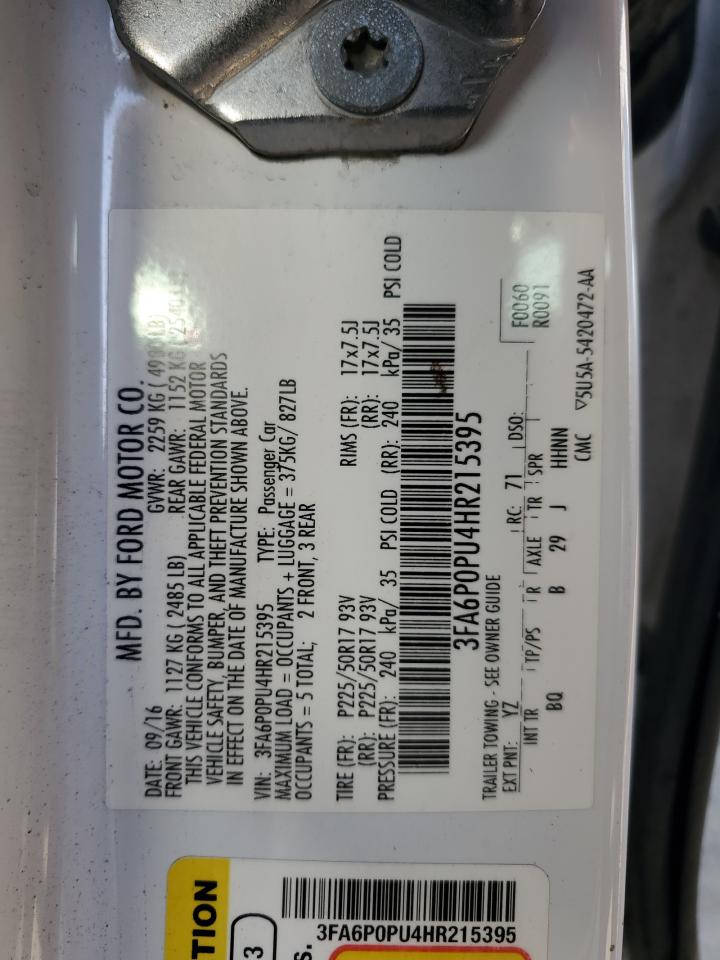 MFD. BY FORD MOTOR CO.
DATE: 09/16 GVWR: 2259 KG
FRONT GAWR: 1127 KG ( 2485 LB) REAR GAWR: 1152 KG
THIS VEHICLE CONFORMS TO ALL APPLICABLE FEDERAL MOTOR
VEHICLE SAFETY, BUMPER, AND THEFT PREVENTION STANDARDS
IN EFFECT ON THE DATE OF MANUFACTURE SHOWN ABOVE.
VIN: 3FA6P0PU4HR215395 TYPE: Passenger Car
MAXIMUM LOAD = OCCUPANTS + LUGGAGE = 375KG/ 827LB
OCCUPANTS = 5 TOTAL; 2 FRONT, 3 REAR
TIRE (FR): P225/50R17 93V RIMS (FR): 17x7.5J
(RR): P225/50R17 93V (RR): 17x7.5J
PRESSURE (FR): 240 kPa/ 35 PSI COLD (RR): 240 kPa/ 35 PSI COLD
3FA6P0PU4HR215395
TRAILER TOWING - SEE OWNER GUIDE
EXT PNT: YZ RC: 71 DSO:
F0060
R0091
INT TR TP/PS R AXLE TR SPR
BQ B 29 J HHNN
CMC ▽5U5A-5420472-AA
TION
3
S.
3FA6P0PU4HR215395